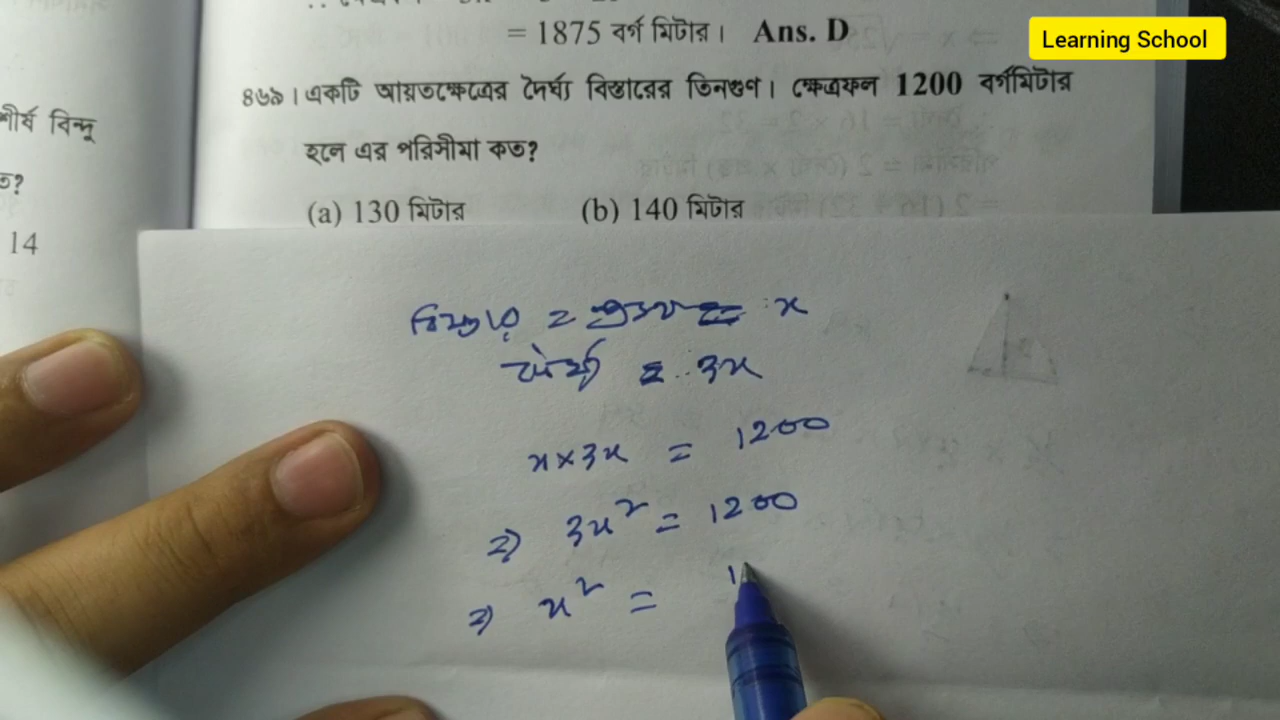 = 1875 বর্গ মিটার। Ans. D
Learning School
৪৬৯। একটি আয়তক্ষেত্রের দৈর্ঘ্য বিস্তারের তিনগুণ। ক্ষেত্রফল 1200 বর্গমিটার
হলে এর পরিসীমা কত?
(a) 130 মিটার (b) 140 মিটার
শীর্ষ বিন্দু
?
14
বিস্তার = x
দৈর্ঘ্য = 3x
x × 3x = 1200
⇒ 3x² = 1200
⇒ x² = 1